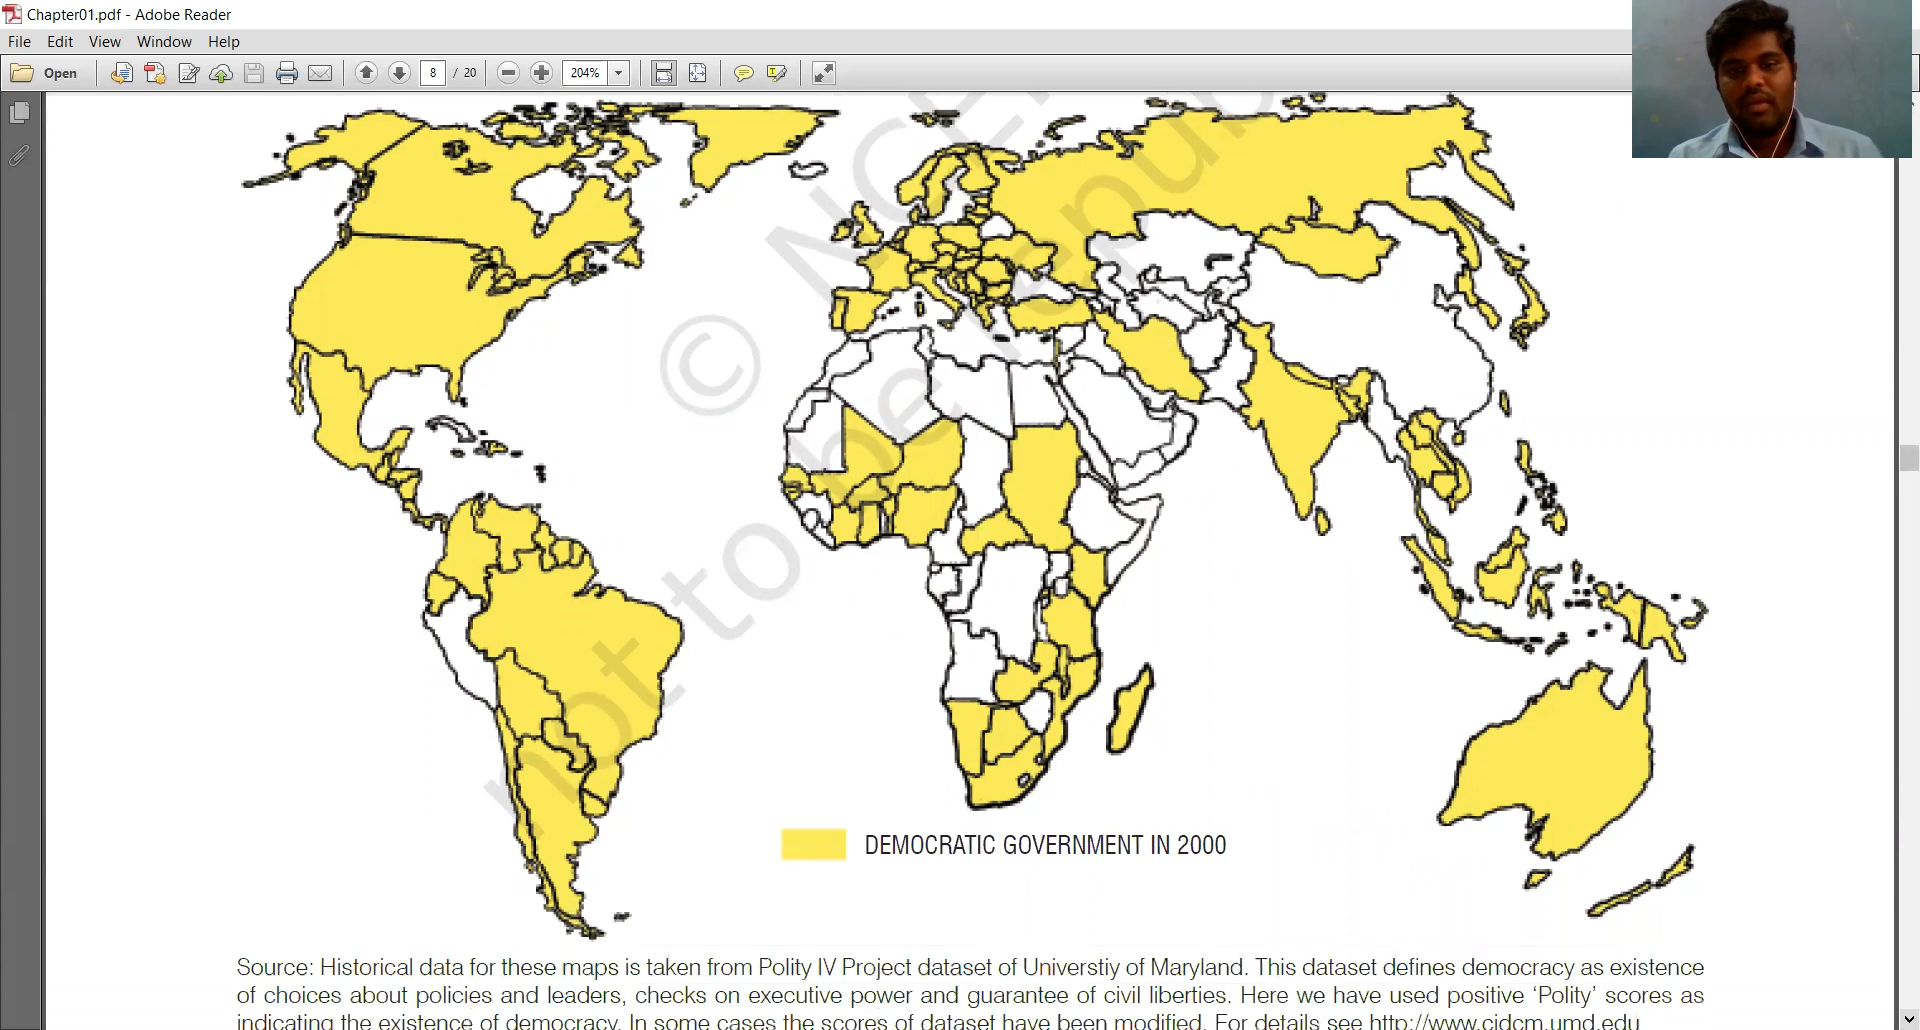 Chapter01.pdf - Adobe Reader
File Edit View Window Help
Open 8 / 20 204%
©
not to be republ
DEMOCRATIC GOVERNMENT IN 2000
Source: Historical data for these maps is taken from Polity IV Project dataset of Universtiy of Maryland. This dataset defines democracy as existence
of choices about policies and leaders, checks on executive power and guarantee of civil liberties. Here we have used positive ‘Polity’ scores as
indicating the existence of democracy. In some cases the scores of dataset have been modified. For details see http://www.cidcm.umd.edu